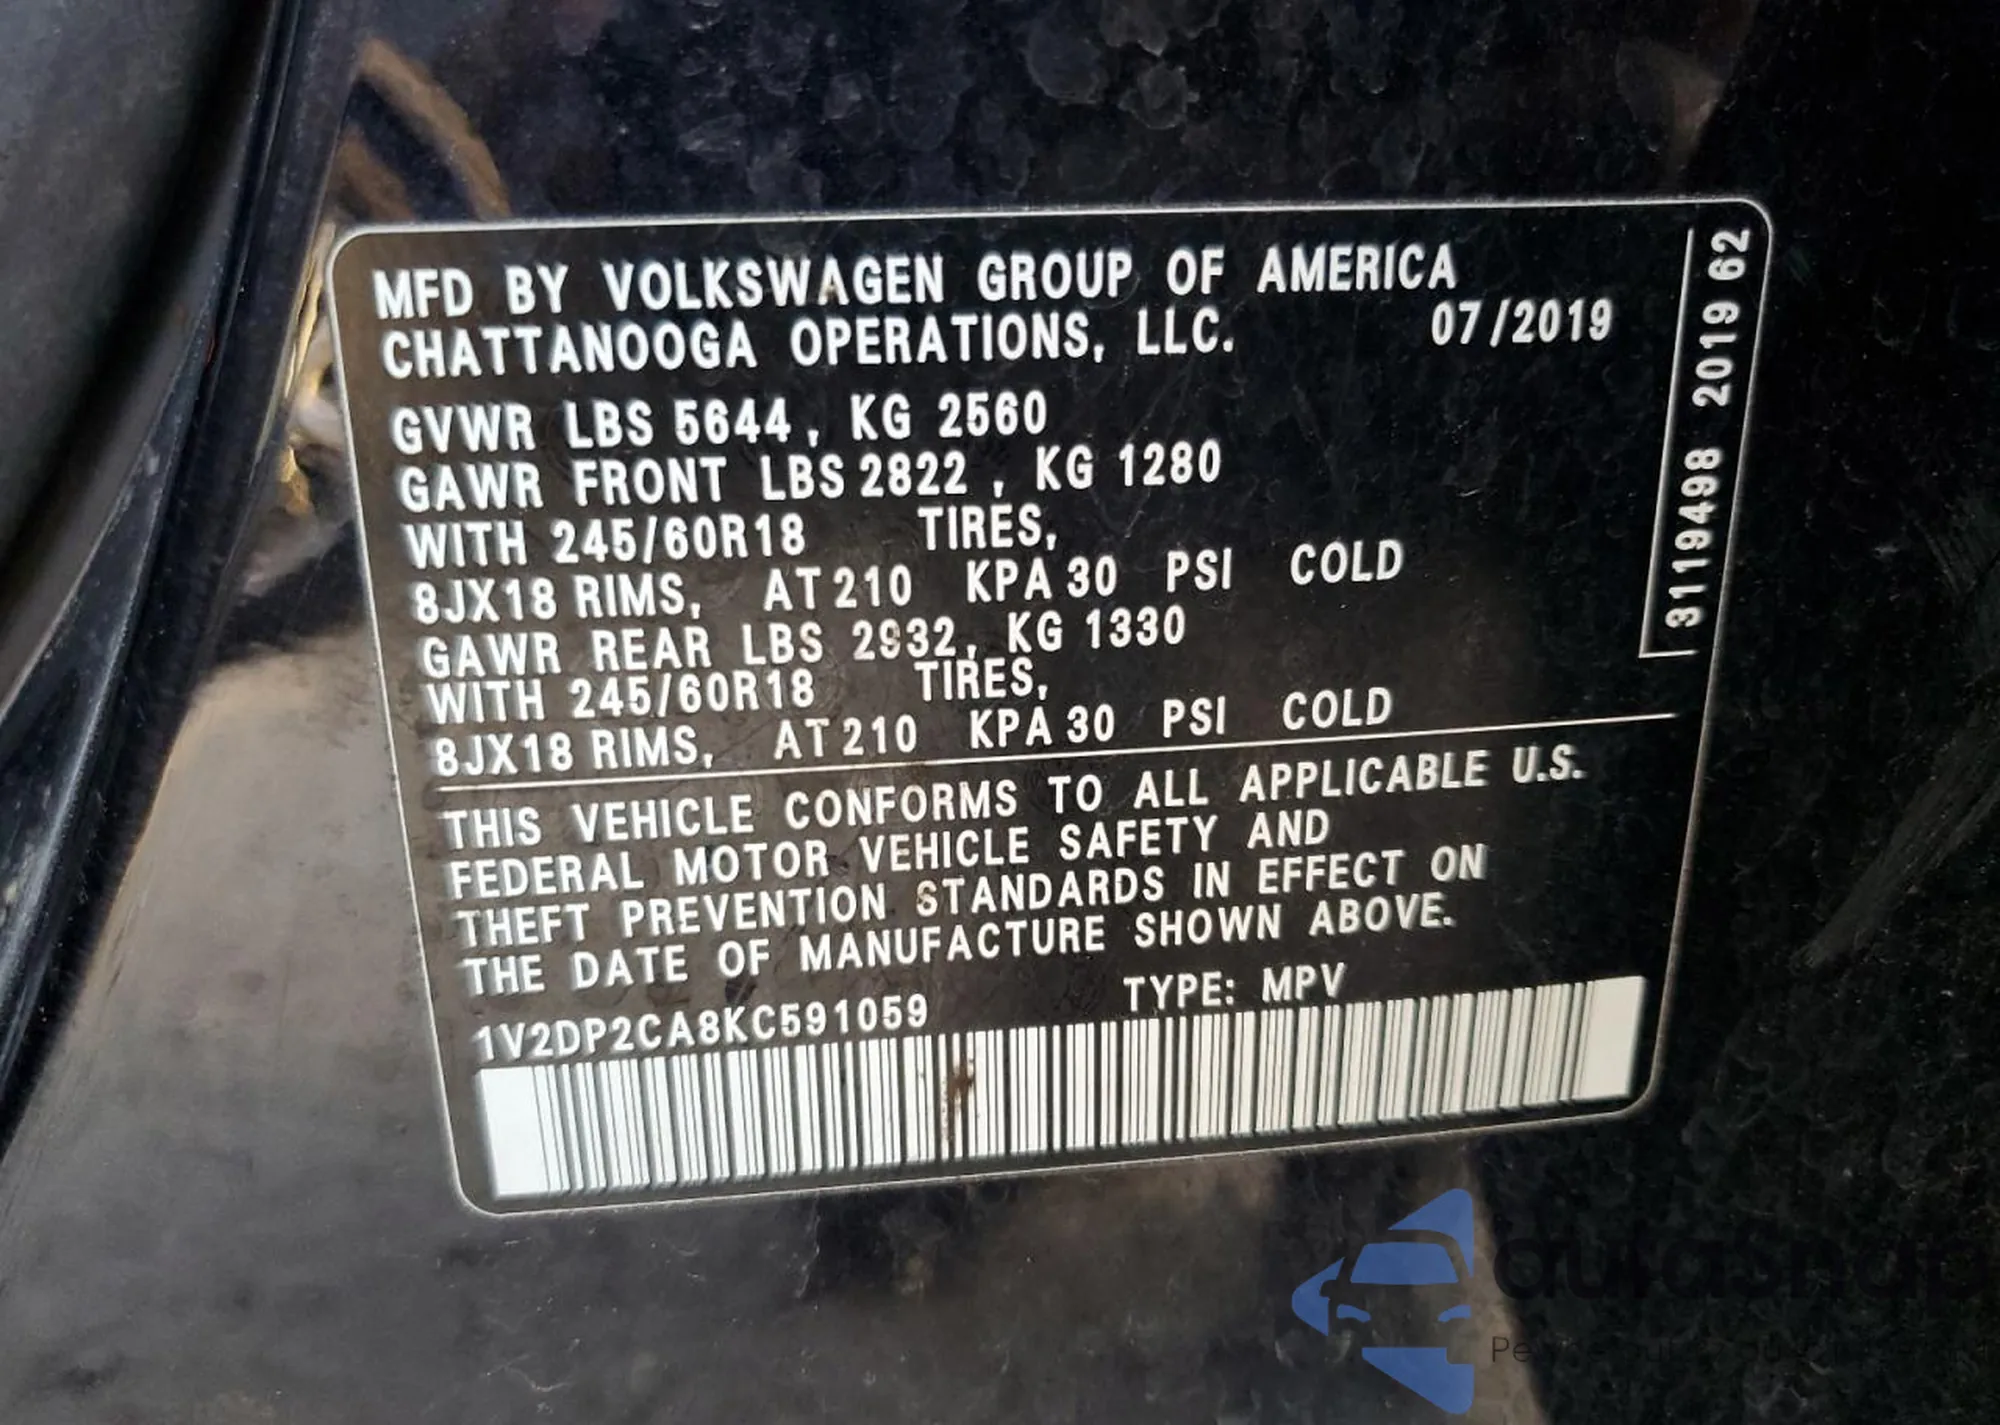 MFD BY VOLKSWAGEN GROUP OF AMERICA
CHATTANOOGA OPERATIONS, LLC. 07/2019
GVWR LBS 5644, KG 2560
GAWR FRONT LBS 2822, KG 1280
WITH 245/60R18 TIRES,
8JX18 RIMS, AT 210 KPA 30 PSI COLD
GAWR REAR LBS 2932, KG 1330
WITH 245/60R18 TIRES,
8JX18 RIMS, AT 210 KPA 30 PSI COLD
THIS VEHICLE CONFORMS TO ALL APPLICABLE U.S.
FEDERAL MOTOR VEHICLE SAFETY AND
THEFT PREVENTION STANDARDS IN EFFECT ON
THE DATE OF MANUFACTURE SHOWN ABOVE.
1V2DP2CA8KC591059 TYPE: MPV
3119498 2019 62